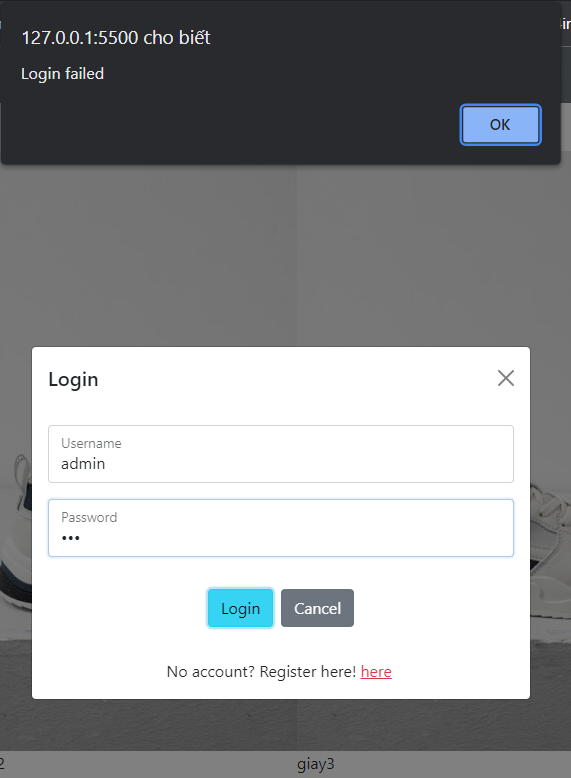 127.0.0.1:5500 cho biết
Login failed
OK
Login
Username
admin
Password
Login Cancel
No account? Register here! here
2 giay3